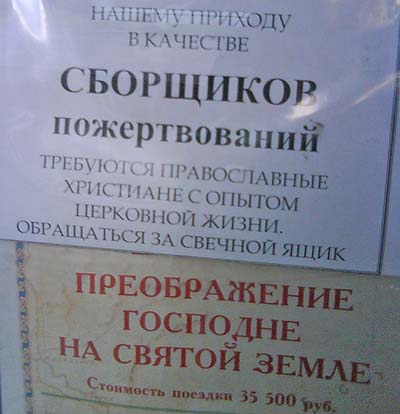 НАШЕМУ ПРИХОДУ
В КАЧЕСТВЕ
СБОРЩИКОВ
пожертвований
ТРЕБУЮТСЯ ПРАВОСЛАВНЫЕ
ХРИСТИАНЕ С ОПЫТОМ
ЦЕРКОВНОЙ ЖИЗНИ.
ОБРАЩАТЬСЯ ЗА СВЕЧНОЙ ЯЩИК
ПРЕОБРАЖЕНИЕ
ГОСПОДНЕ
НА СВЯТОЙ ЗЕМЛЕ
Стоимость поездки 35 500 руб.